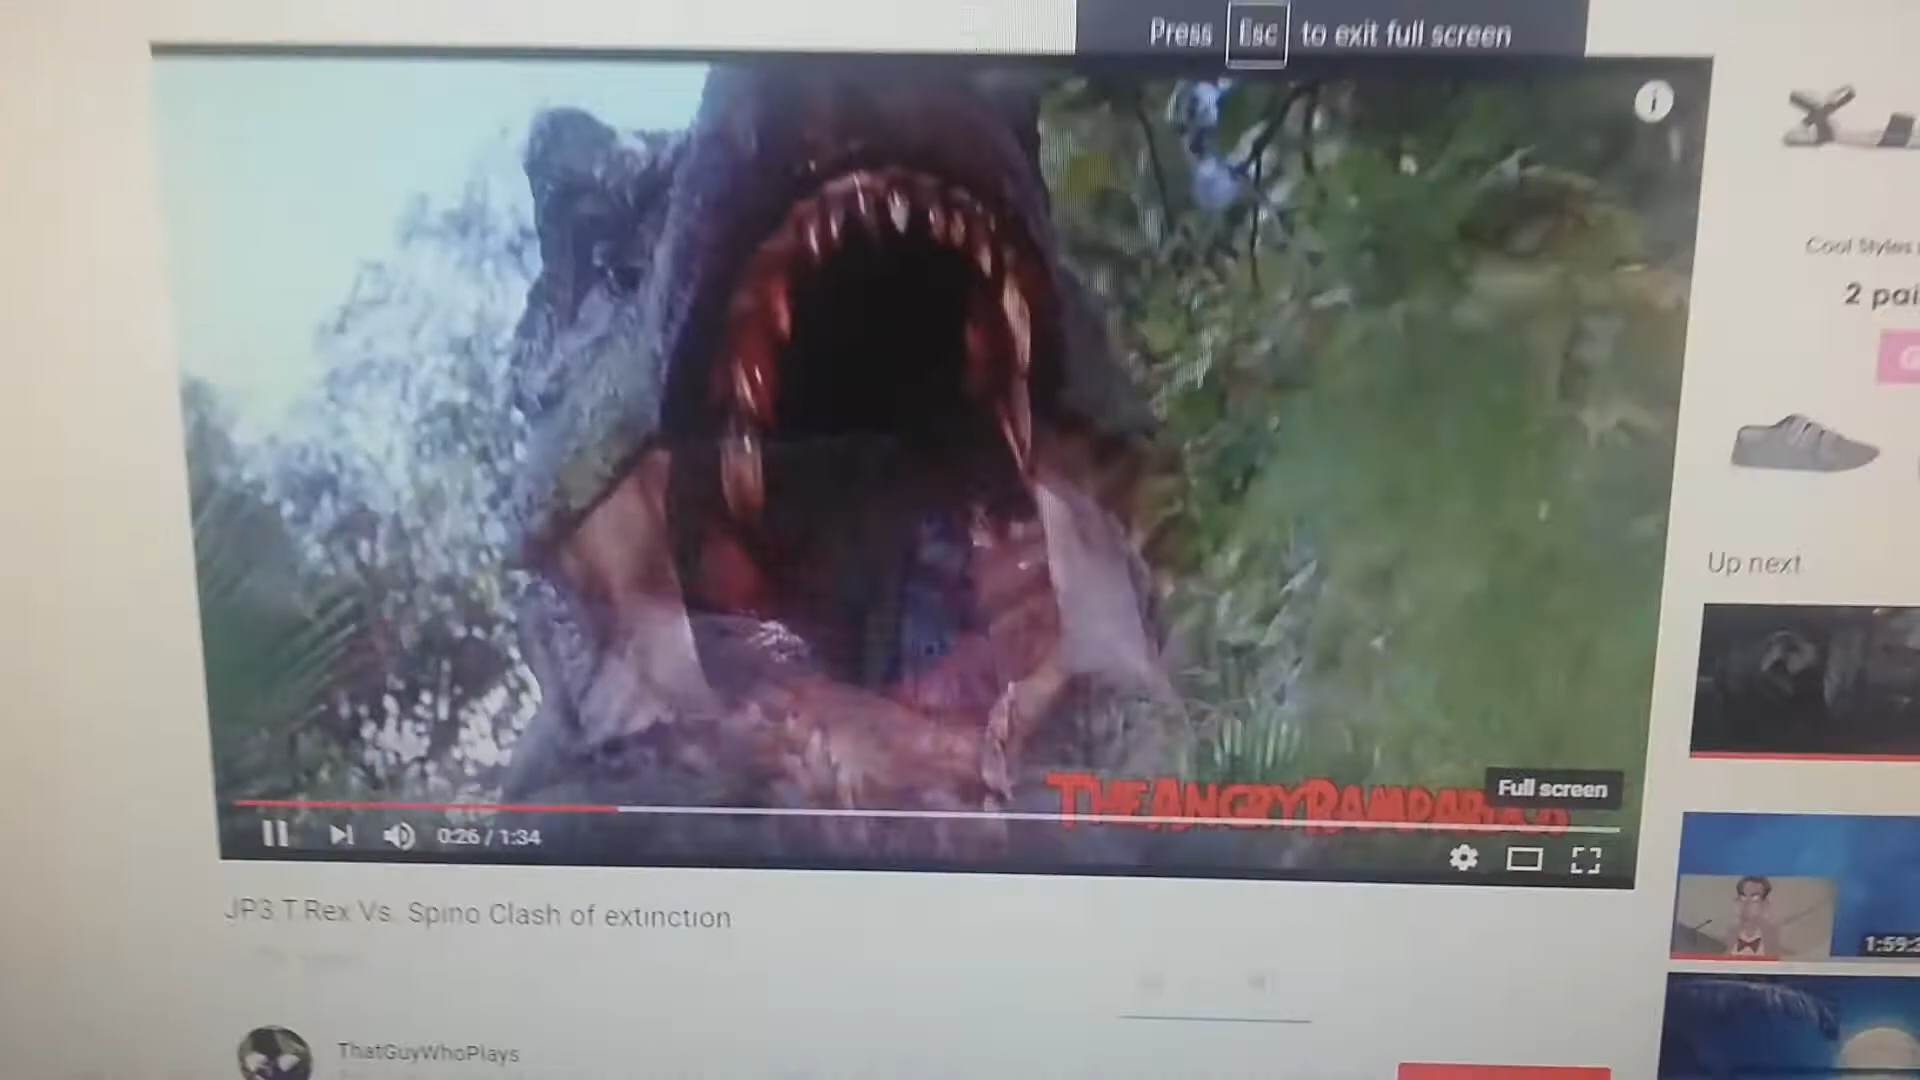 Press Esc to exit full screen
i
Cool Styles
2 pai
Up next
THEANGRYRAMPAR
Full screen
0:26 / 1:34
JP3 T.Rex Vs. Spino Clash of extinction
1:59:
ThatGuyWhoPlays